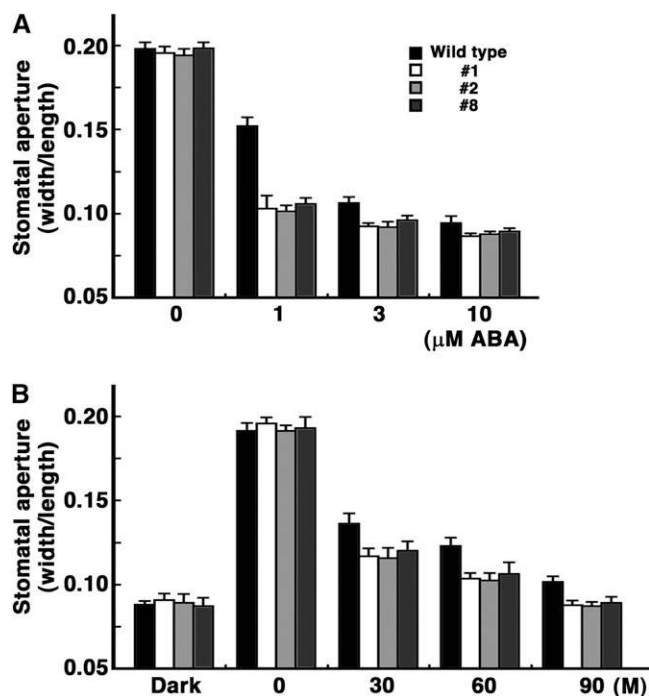 A
0.20
0.15
0.10
0.05
Stomatal aperture
(width/length)
Wild type
#1
#2
#8
0 1 3 10
(μM ABA)
B
0.20
0.15
0.10
0.05
Stomatal aperture
(width/length)
Dark 0 30 60 90 (M)